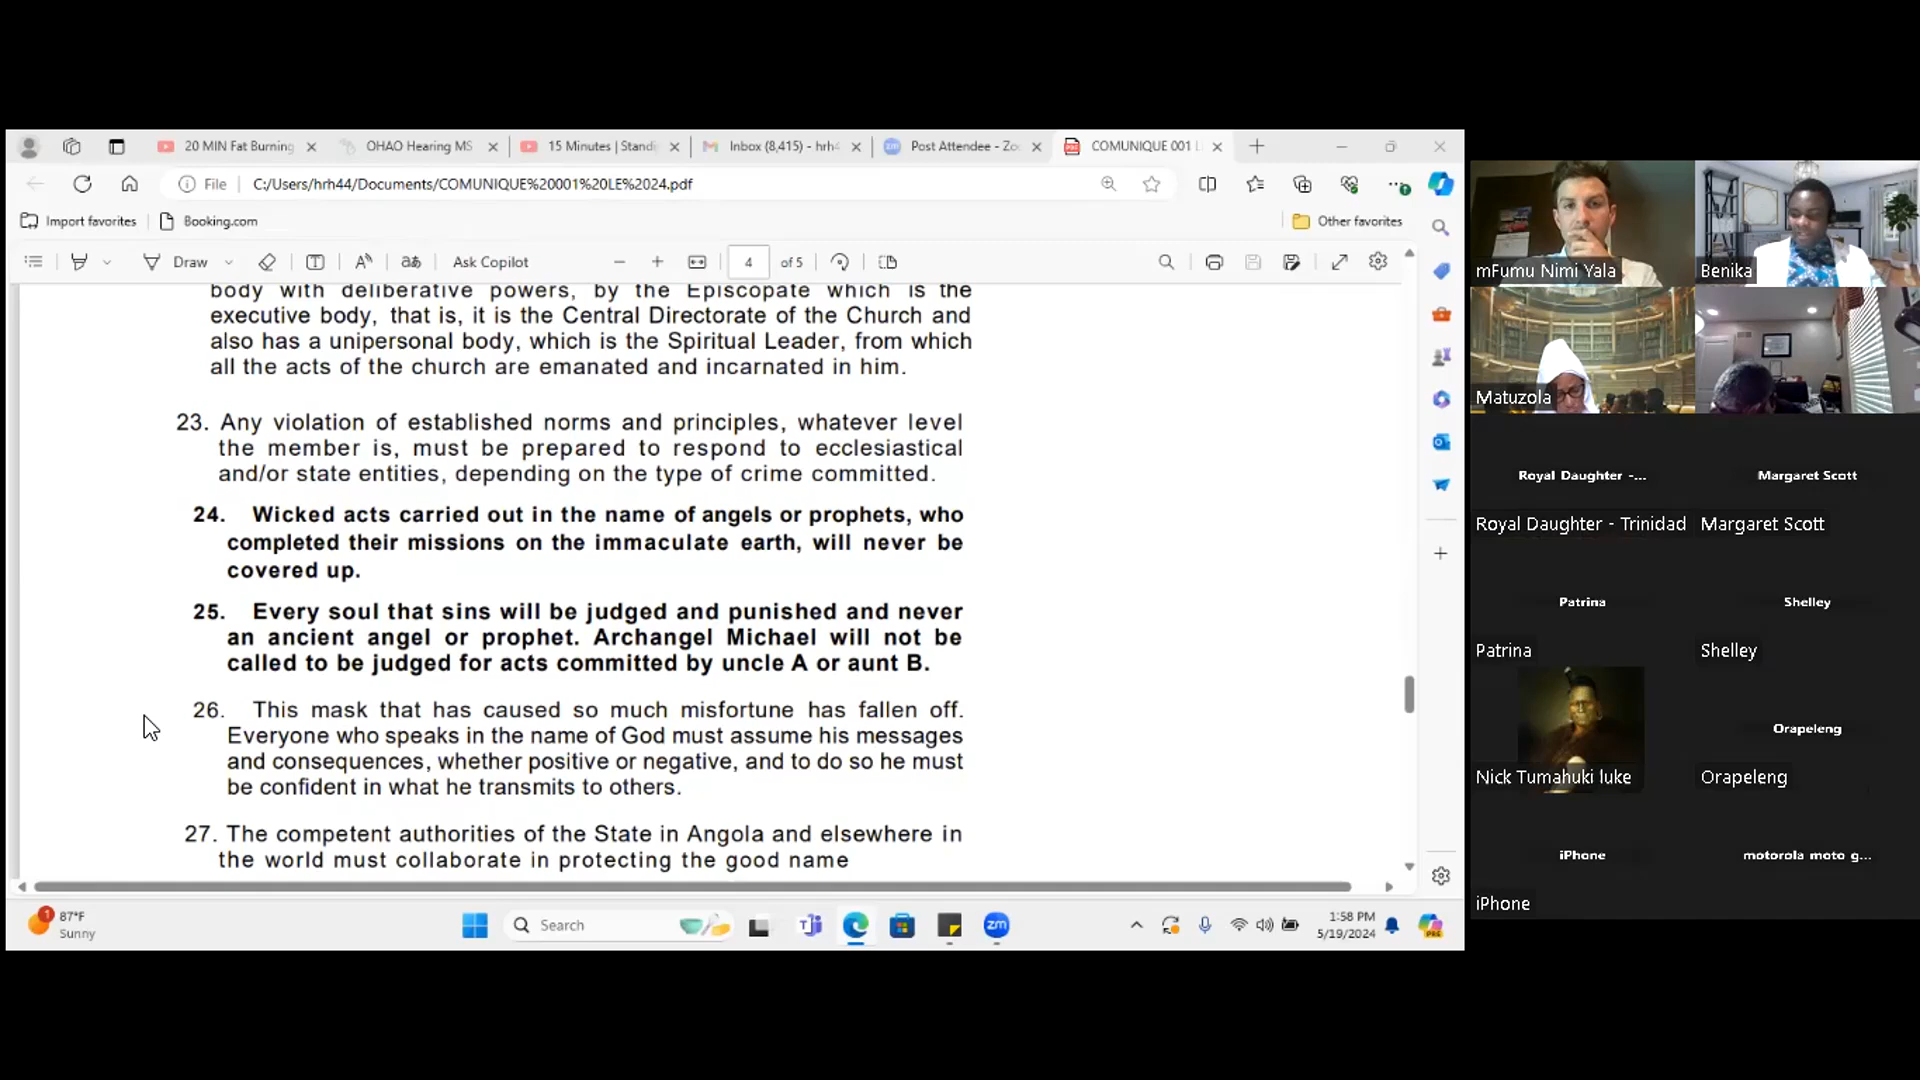 20 MIN Fat Burning
OHAO Hearing MS
15 Minutes | Standi
Inbox (8,415) - hrh4
Post Attendee - Zo
COMUNIQUE 001 L
File C:/Users/hrh44/Documents/COMUNIQUE%20001%20LE%2024.pdf
Import favorites
Booking.com
Other favorites
Draw
Ask Copilot
4 of 5
body with deliberative powers, by the Episcopate which is the
executive body, that is, it is the Central Directorate of the Church and
also has a unipersonal body, which is the Spiritual Leader, from which
all the acts of the church are emanated and incarnated in him.
23. Any violation of established norms and principles, whatever level
the member is, must be prepared to respond to ecclesiastical
and/or state entities, depending on the type of crime committed.
24. Wicked acts carried out in the name of angels or prophets, who
completed their missions on the immaculate earth, will never be
covered up.
25. Every soul that sins will be judged and punished and never
an ancient angel or prophet. Archangel Michael will not be
called to be judged for acts committed by uncle A or aunt B.
26. This mask that has caused so much misfortune has fallen off.
Everyone who speaks in the name of God must assume his messages
and consequences, whether positive or negative, and to do so he must
be confident in what he transmits to others.
27. The competent authorities of the State in Angola and elsewhere in
the world must collaborate in protecting the good name
1
87°F
Sunny
Search
zm
1:58 PM
5/19/2024
PRE
mFumu Nimi Yala
Benika
Matuzola
Royal Daughter -...
Margaret Scott
Royal Daughter - Trinidad
Margaret Scott
Patrina
Shelley
Patrina
Shelley
Orapeleng
Nick Tumahuki luke
Orapeleng
iPhone
motorola moto g...
iPhone